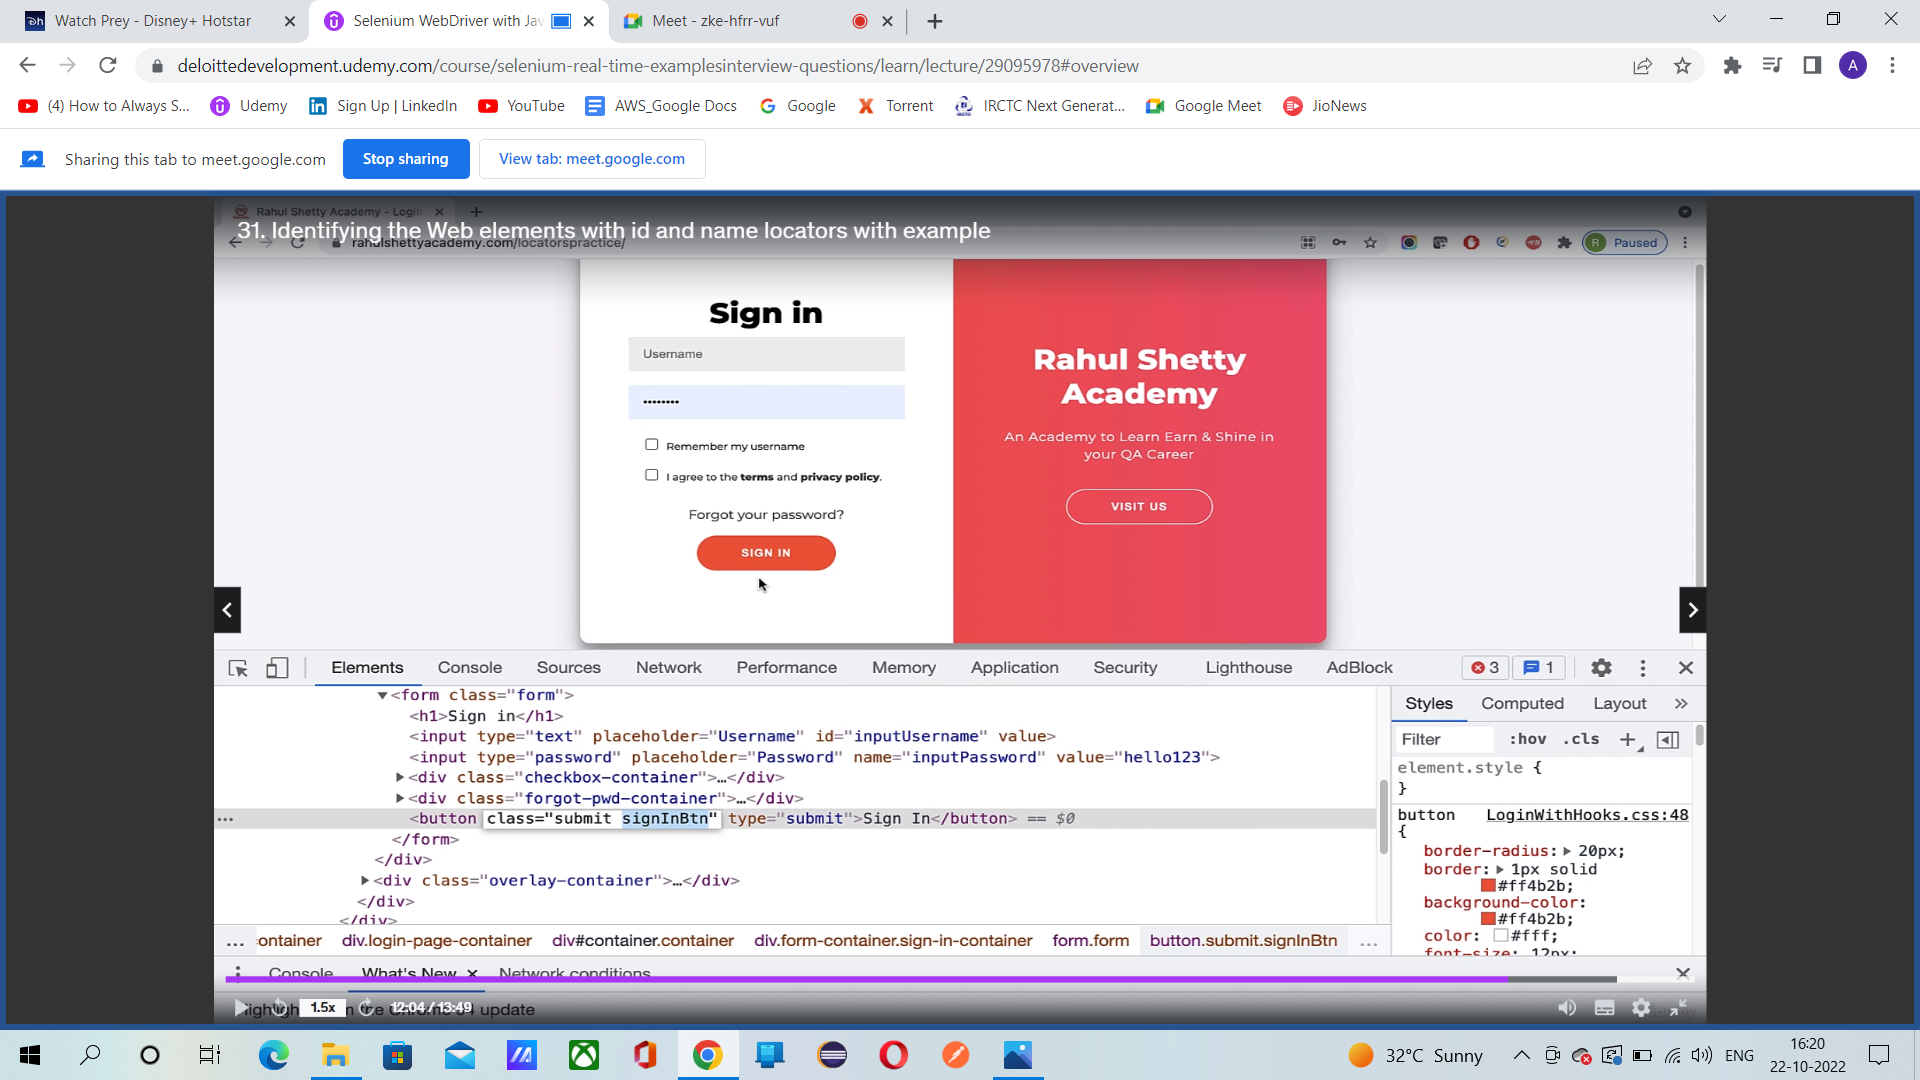 Watch Prey - Disney+ Hotstar
Selenium WebDriver with Jav
Meet - zke-hfrr-vuf
deloittedevelopment.udemy.com/course/selenium-real-time-examplesinterview-questions/learn/lecture/29095978#overview
A
(4) How to Always S...
Udemy
Sign Up | LinkedIn
YouTube
AWS_Google Docs
Google
Torrent
IRCTC Next Generat...
Google Meet
JioNews
Sharing this tab to meet.google.com
Stop sharing
View tab: meet.google.com
Rahul Shetty Academy - Login
31. Identifying the Web elements with id and name locators with example
rahulshettyacademy.com/locatorspractice/
R Paused
Sign in
Username
Remember my username
I agree to the terms and privacy policy.
Forgot your password?
SIGN IN
Rahul Shetty
Academy
An Academy to Learn Earn & Shine in
your QA Career
VISIT US
Elements Console Sources Network Performance Memory Application Security Lighthouse AdBlock
3
1
<form class="form">
<h1>Sign in</h1>
<input type="text" placeholder="Username" id="inputUsername" value>
<input type="password" placeholder="Password" name="inputPassword" value="hello123">
<div class="checkbox-container">…</div>
<div class="forgot-pwd-container">…</div>
<button class="submit signInBtn" type="submit">Sign In</button> == $0
</form>
</div>
<div class="overlay-container">…</div>
</div>
</div>
Styles Computed Layout
Filter :hov .cls
element.style {
}
button LoginWithHooks.css:48
{
border-radius: 20px;
border: 1px solid
#ff4b2b;
background-color:
#ff4b2b;
color: #fff;
font-size: 12px;
... container div.login-page-container div#container.container div.form-container.sign-in-container form.form button.submit.signInBtn ...
Console What's New Network conditions
1.5x 12:04 / 13:49 update
32°C Sunny
ENG
16:20
22-10-2022